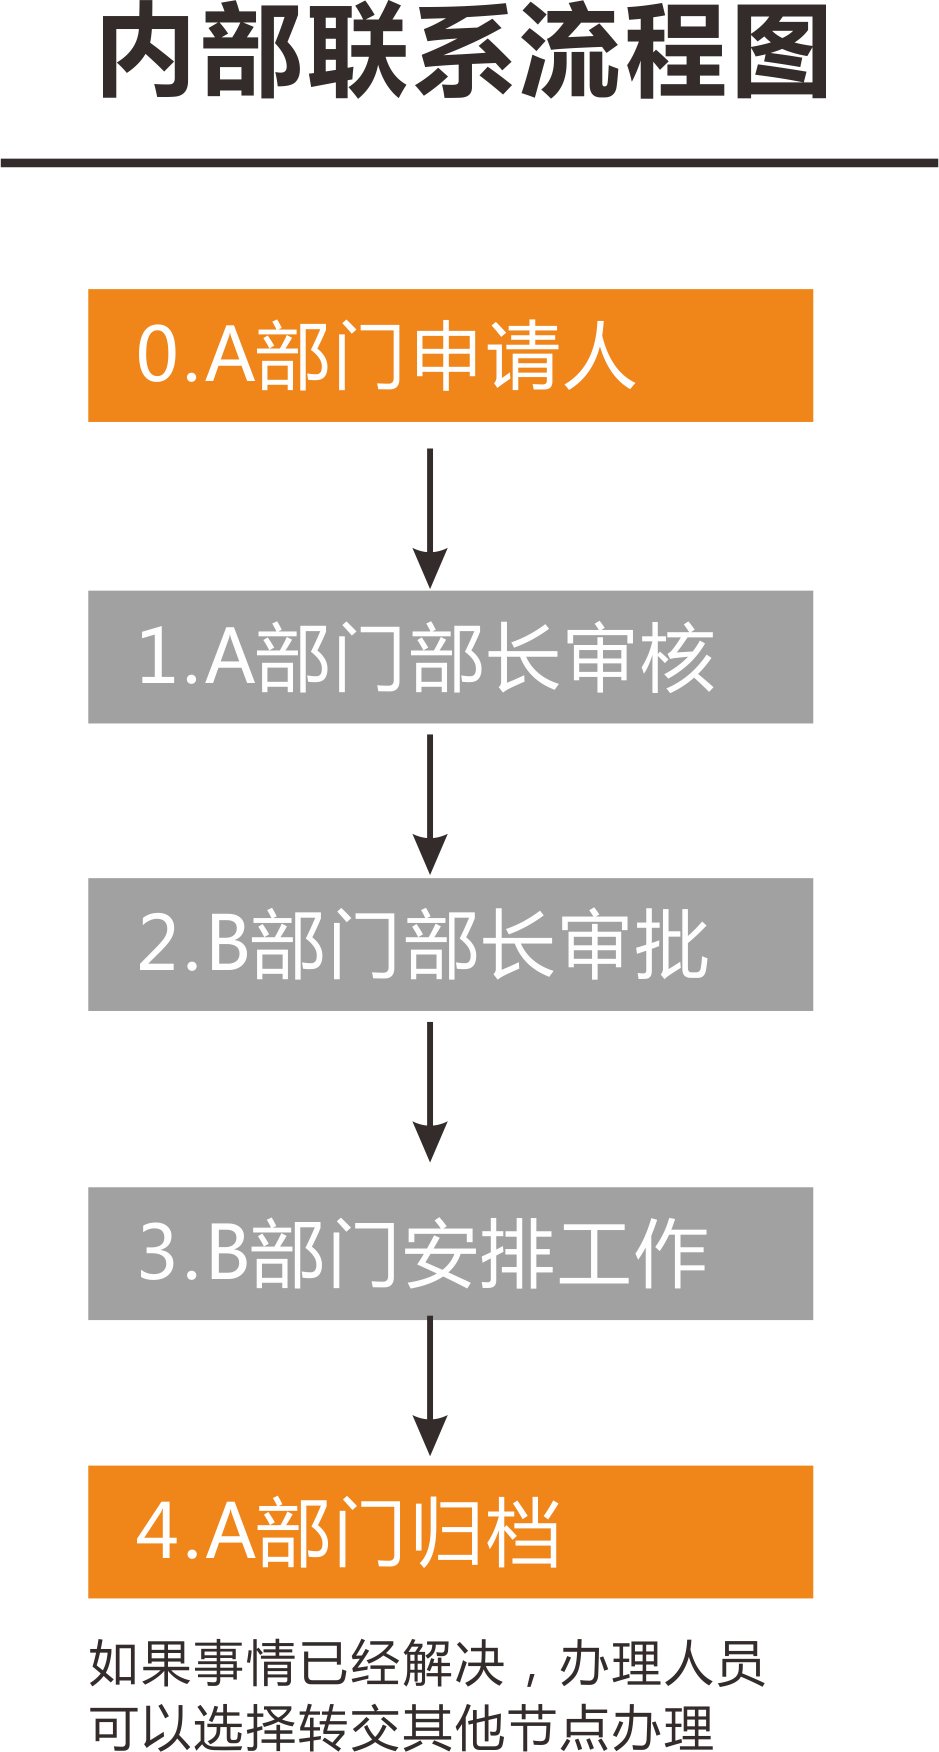 内部联系流程图
0.A部门申请人
1.A部门部长审核
2.B部门部长审批
3.B部门安排工作
4.A部门归档
如果事情已经解决，办理人员
可以选择转交其他节点办理